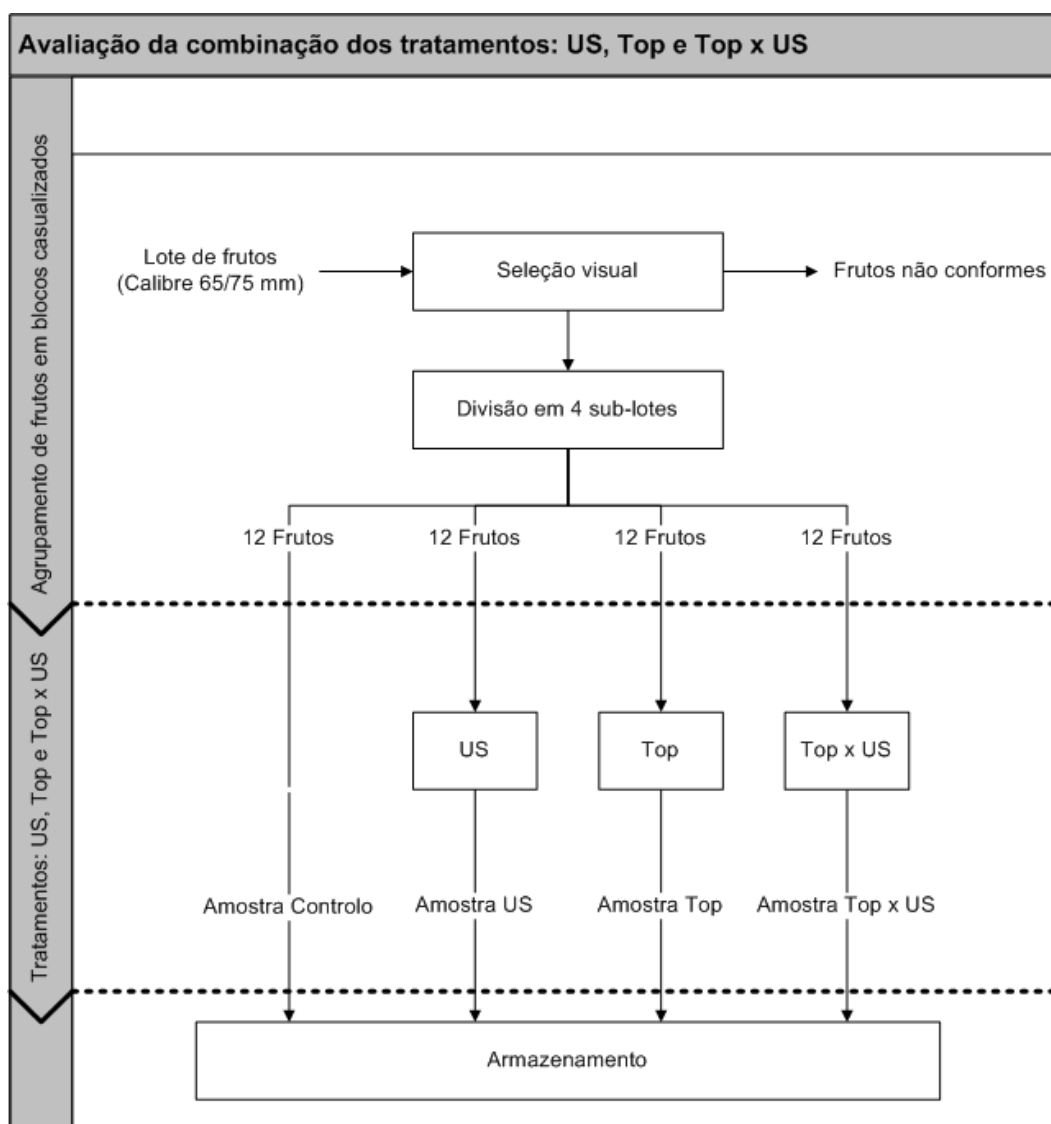 Avaliação da combinação dos tratamentos: US, Top e Top x US
Agrupamento de frutos em blocos casualizados
Lote de frutos
(Calibre 65/75 mm)
Seleção visual
Frutos não conformes
Divisão em 4 sub-lotes
12 Frutos
12 Frutos
12 Frutos
12 Frutos
Tratamentos: US, Top e Top x US
US
Top
Top x US
Amostra Controlo
Amostra US
Amostra Top
Amostra Top x US
Armazenamento